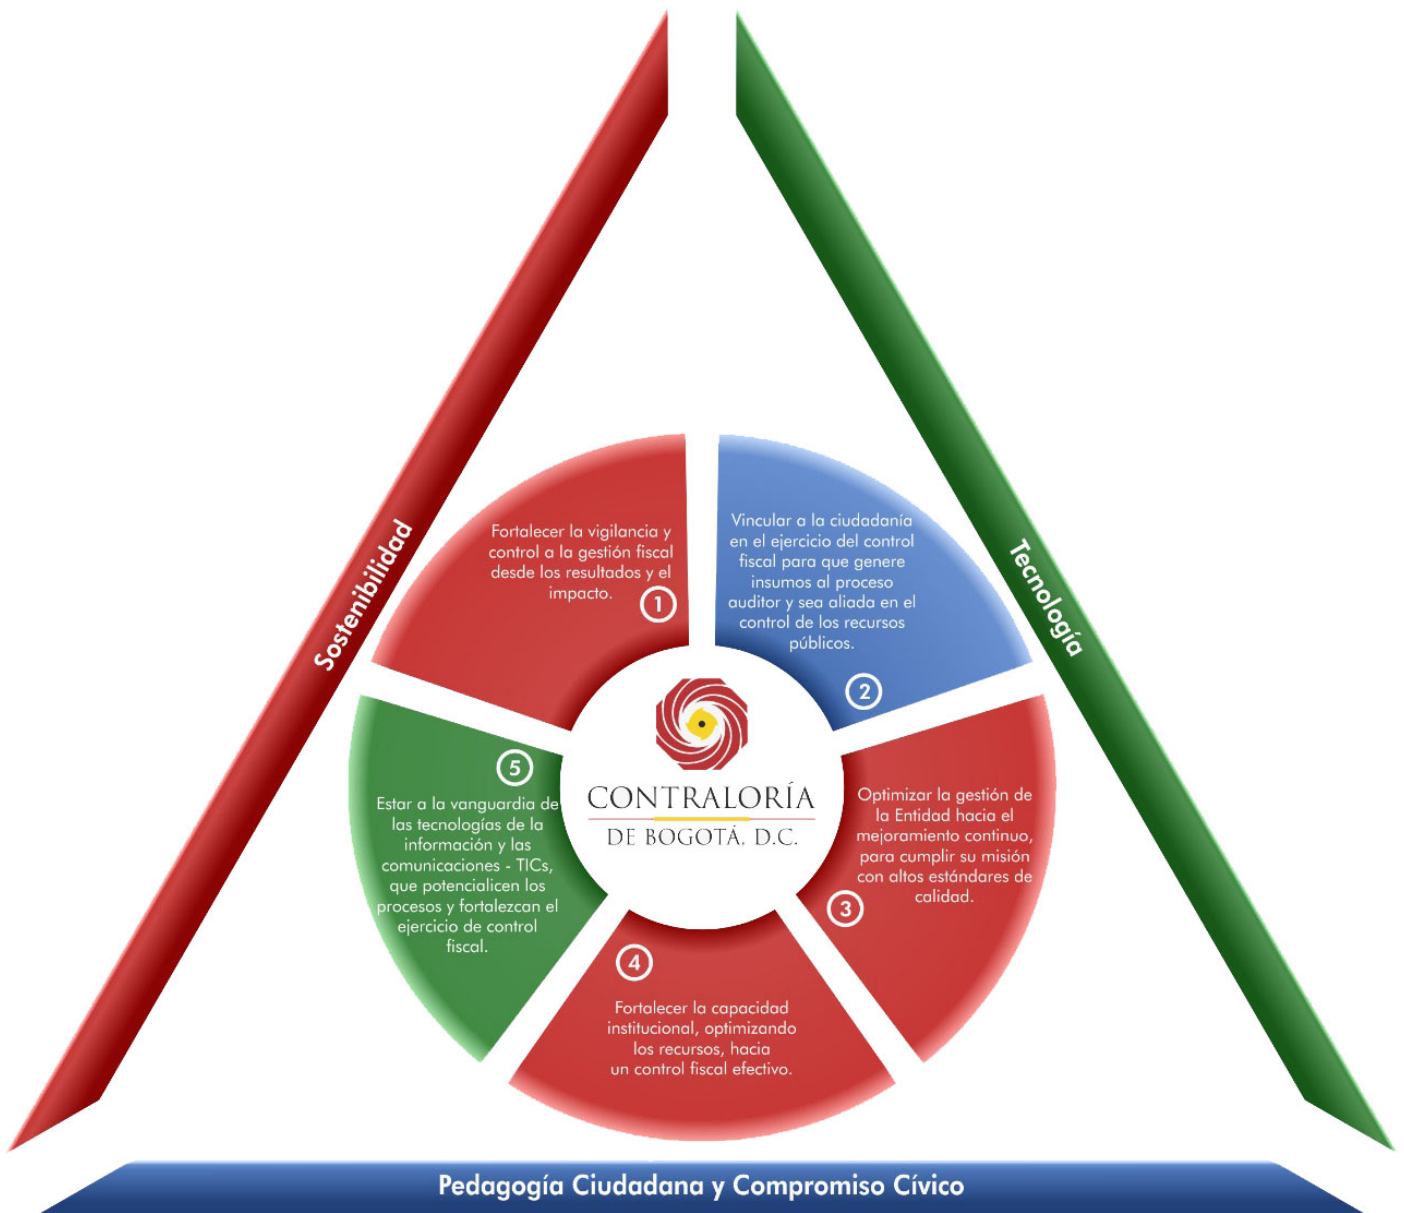 Sostenibilidad
Tecnología
Fortalecer la vigilancia y
control a la gestión fiscal
desde los resultados y el
impacto.
1
Vincular a la ciudadanía
en el ejercicio del control
fiscal para que genere
insumos al proceso
auditor y sea aliada en el
control de los recursos
públicos.
2
Optimizar la gestión de
la Entidad hacia el
mejoramiento continuo,
para cumplir su misión
con altos estándares de
calidad.
3
4
Fortalecer la capacidad
institucional, optimizando
los recursos, hacia
un control fiscal efectivo.
5
Estar a la vanguardia de
las tecnologías de la
información y las
comunicaciones - TICs,
que potencialicen los
procesos y fortalezcan el
ejercicio de control
fiscal.
CONTRALORÍA
DE BOGOTÁ, D.C.
Pedagogía Ciudadana y Compromiso Cívico